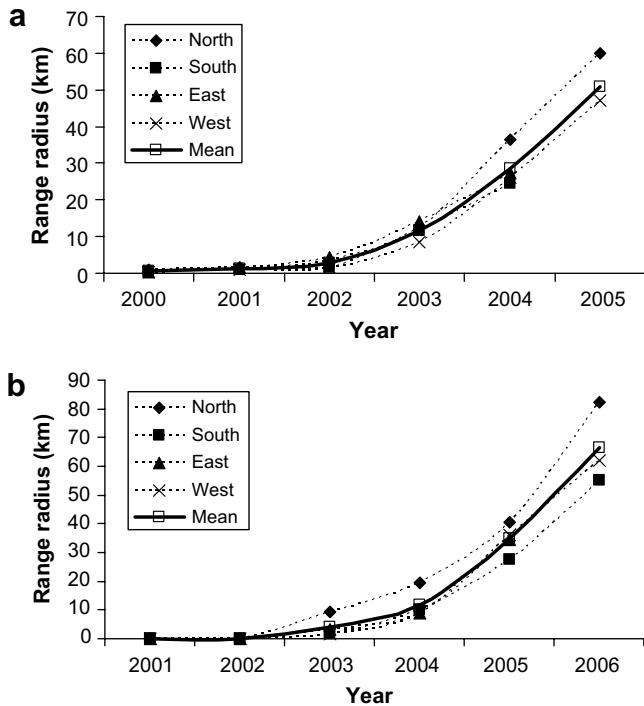 a
Range radius (km)
70
60
50
40
30
20
10
0
North
South
East
West
Mean
2000 2001 2002 2003 2004 2005
Year
b
Range radius (km)
90
80
70
60
50
40
30
20
10
0
North
South
East
West
Mean
2001 2002 2003 2004 2005 2006
Year